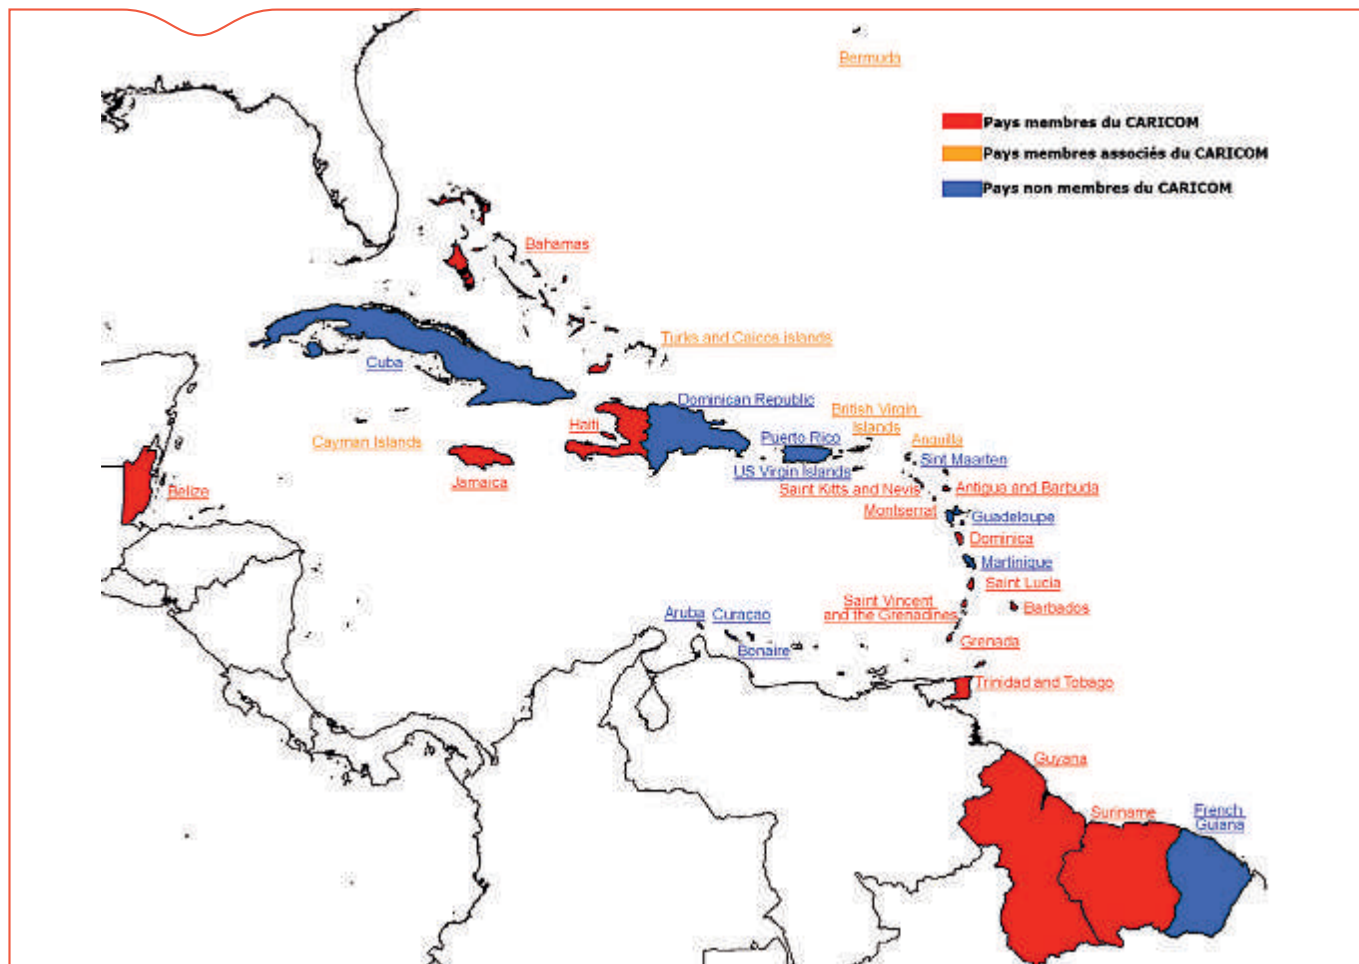 Bermuda
Pays membres du CARICOM
Pays membres associés du CARICOM
Pays non membres du CARICOM
Bahamas
Turks and Caicos islands
Cuba
Dominican Republic
British Virgin
Islands
Haiti
Puerto Rico
Cayman Islands
Anguilla
Sint Maarten
US Virgin Islands
Jamaica
Saint Kitts and Nevis
Antigua and Barbuda
Belize
Montserrat
Guadeloupe
Dominica
Martinique
Saint Lucia
Saint Vincent
and the Grenadines
Barbados
Aruba
Curaçao
Bonaire
Grenada
Trinidad and Tobago
Guyana
Suriname
French
Guiana